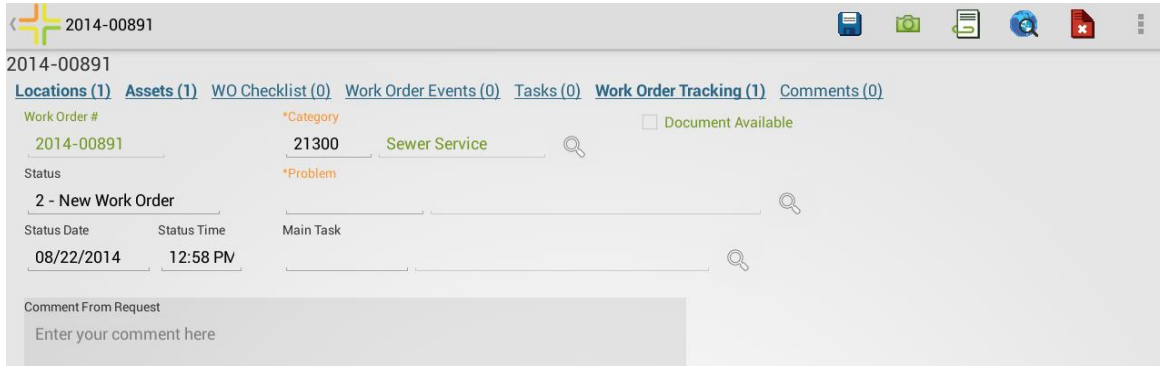 2014-00891
2014-00891
Locations (1) Assets (1) WO Checklist (0) Work Order Events (0) Tasks (0) Work Order Tracking (1) Comments (0)
Work Order # *Category Document Available
2014-00891 21300 Sewer Service
Status *Problem
2 - New Work Order
Status Date Status Time Main Task
08/22/2014 12:58 PM
Comment From Request
Enter your comment here